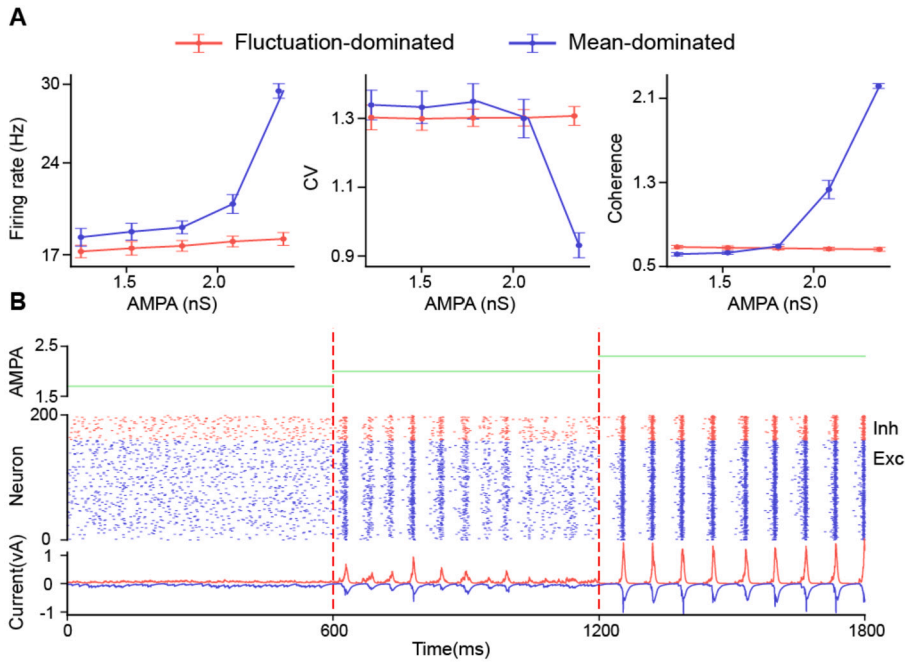 A
Fluctuation-dominated
Mean-dominated
Firing rate (Hz)
30
24
17
1.5
2.0
AMPA (nS)
CV
1.3
1.1
0.9
1.5
2.0
AMPA (nS)
Coherence
2.1
1.3
0.5
1.5
2.0
AMPA (nS)
B
AMPA
2.5
1.5
Neuron
200
0
Inh
Exc
Current(vA)
1
0
-1
0
600
1200
1800
Time(ms)